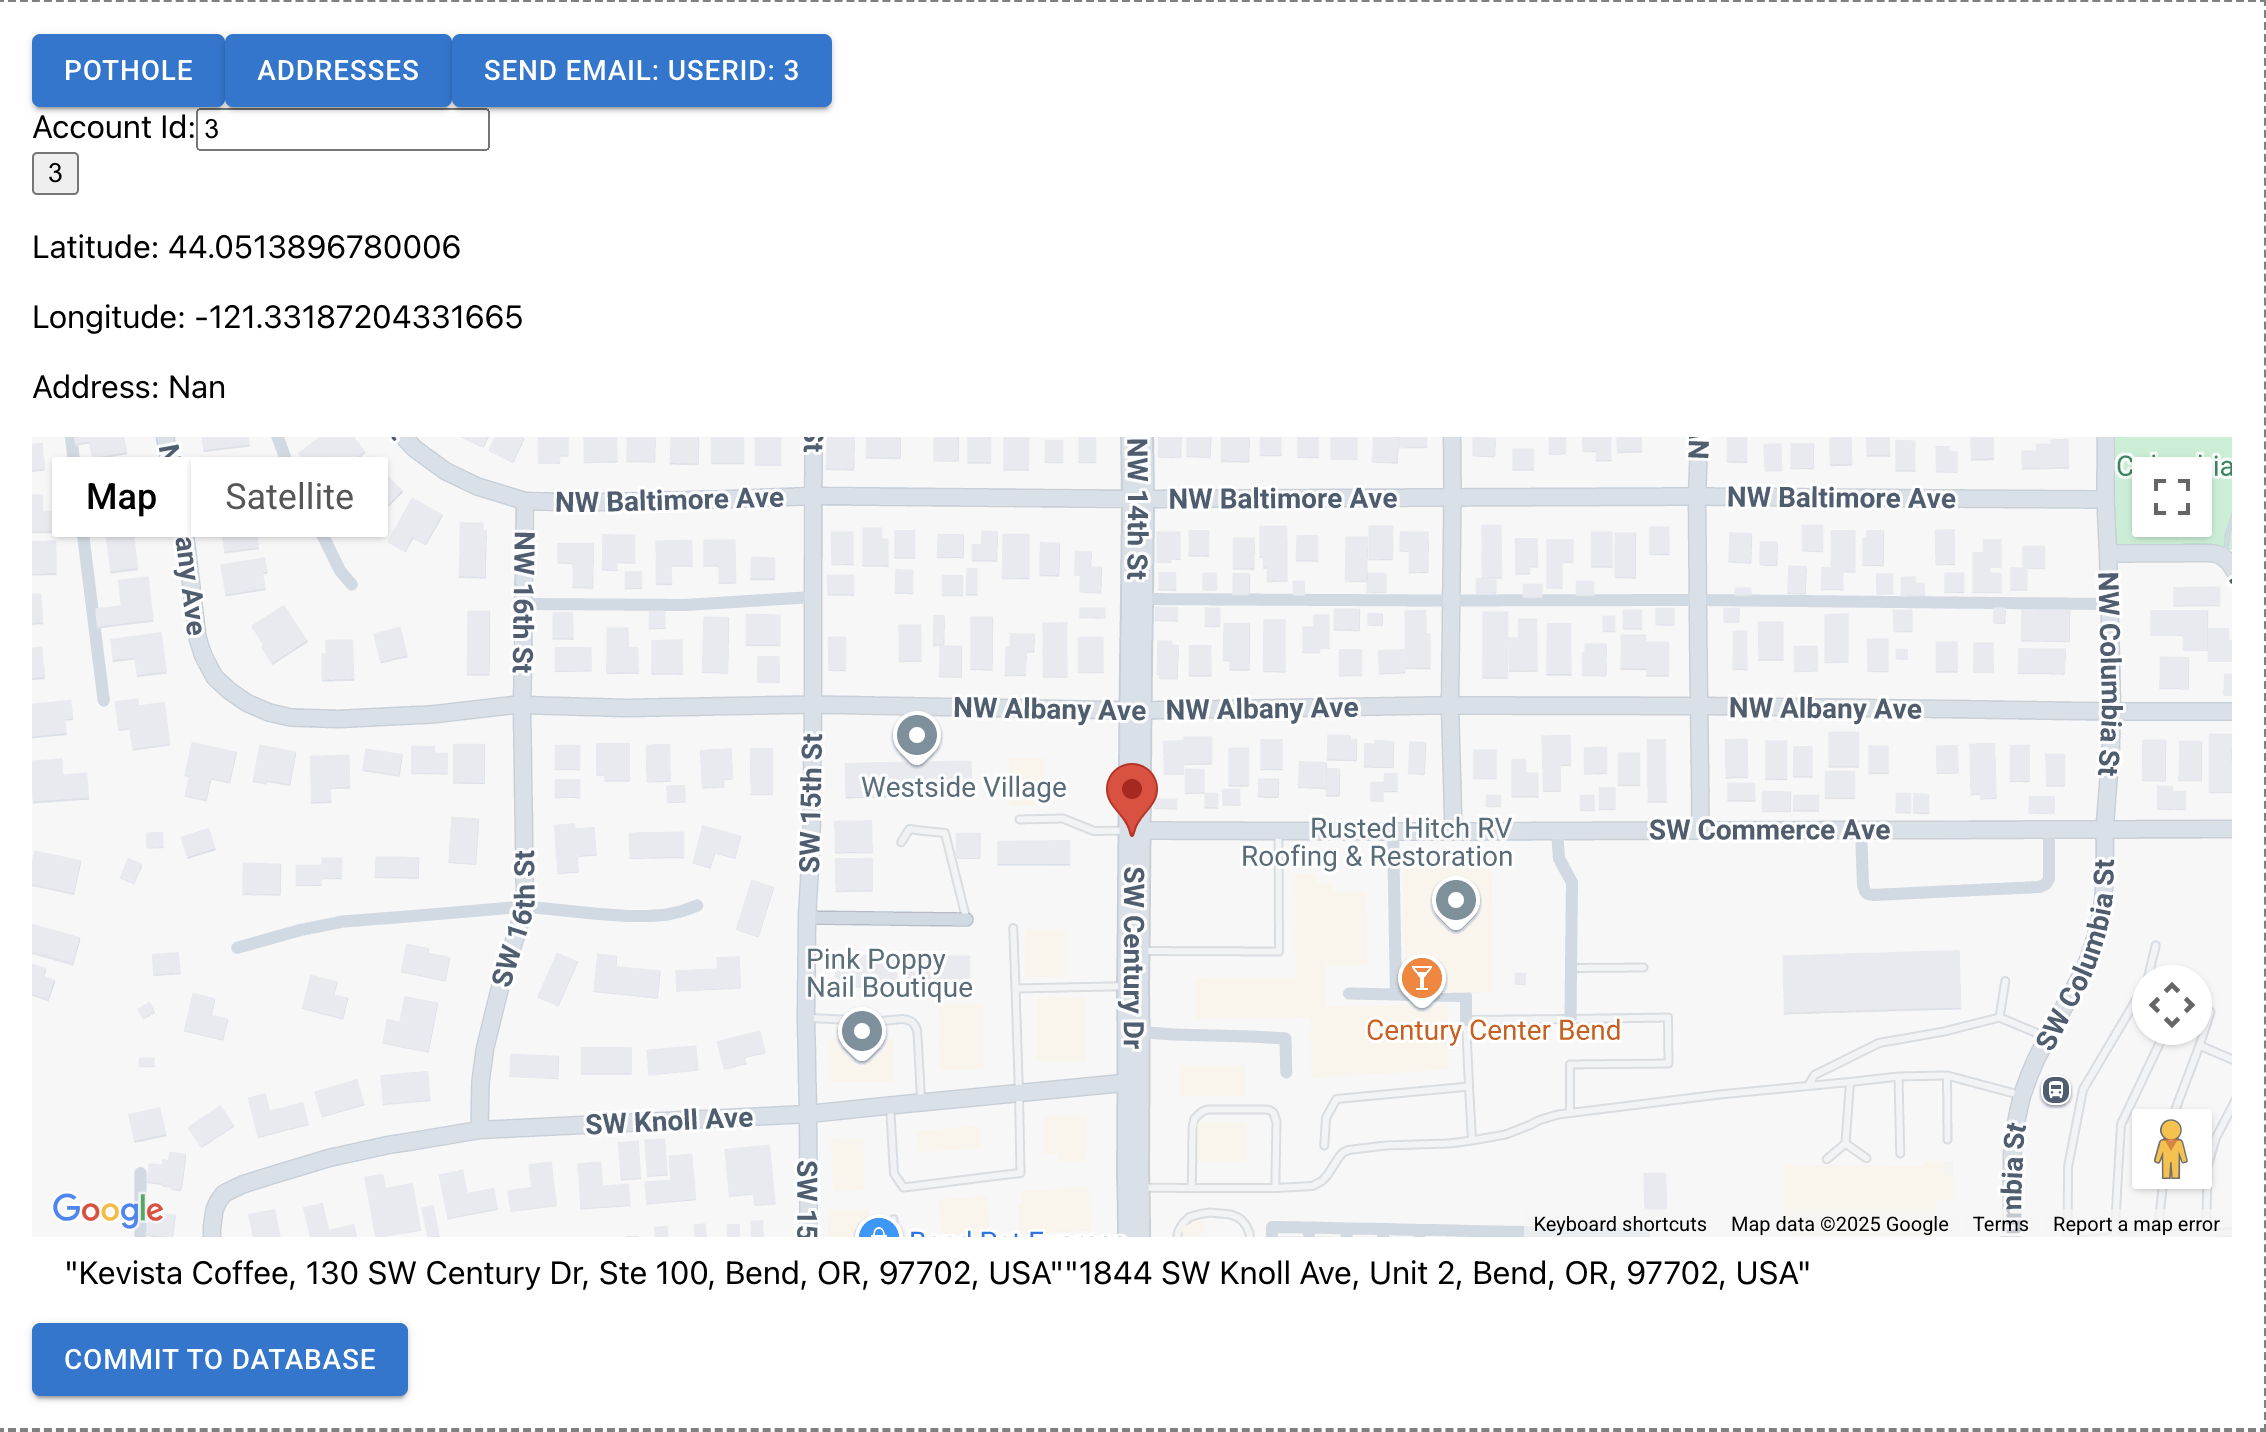 POTHOLE ADDRESSES SEND EMAIL: USERID: 3
Account Id: 3
3
Latitude: 44.0513896780006
Longitude: -121.33187204331665
Address: Nan
Map Satellite
NW Baltimore Ave
NW Baltimore Ave
NW Baltimore Ave
NW 14th St
NW 16th St
NW Columbia St
NW Albany Ave
NW Albany Ave
NW Albany Ave
Westside Village
SW 15th St
Rusted Hitch RV
Roofing & Restoration
SW Commerce Ave
SW 16th St
SW Century Dr
SW Columbia St
Pink Poppy
Nail Boutique
Century Center Bend
SW Knoll Ave
SW 15
Google
Keyboard shortcuts Map data ©2025 Google Terms Report a map error
"Kevista Coffee, 130 SW Century Dr, Ste 100, Bend, OR, 97702, USA""1844 SW Knoll Ave, Unit 2, Bend, OR, 97702, USA"
COMMIT TO DATABASE